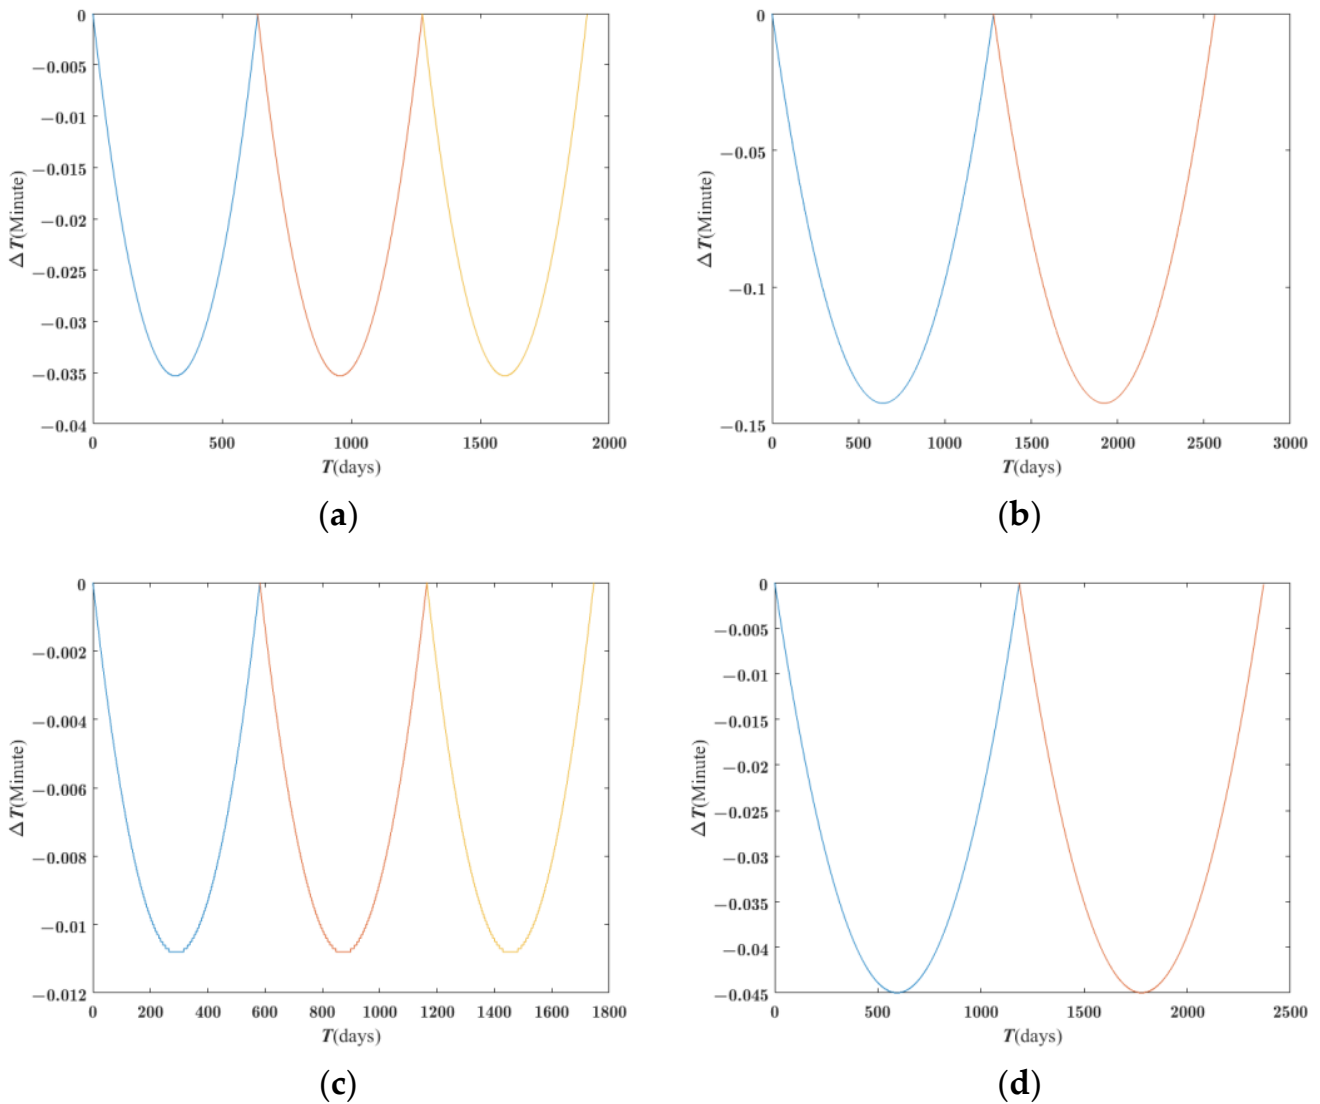 0
−0.005
−0.01
−0.015
−0.02
−0.025
−0.03
−0.035
−0.04
ΔT(Minute)
0 500 1000 1500 2000
T(days)
(a)
0
−0.05
−0.1
−0.15
ΔT(Minute)
0 500 1000 1500 2000 2500 3000
T(days)
(b)
0
−0.002
−0.004
−0.006
−0.008
−0.01
−0.012
ΔT(Minute)
0 200 400 600 800 1000 1200 1400 1600 1800
T(days)
(c)
0
−0.005
−0.01
−0.015
−0.02
−0.025
−0.03
−0.035
−0.04
−0.045
ΔT(Minute)
0 500 1000 1500 2000 2500
T(days)
(d)